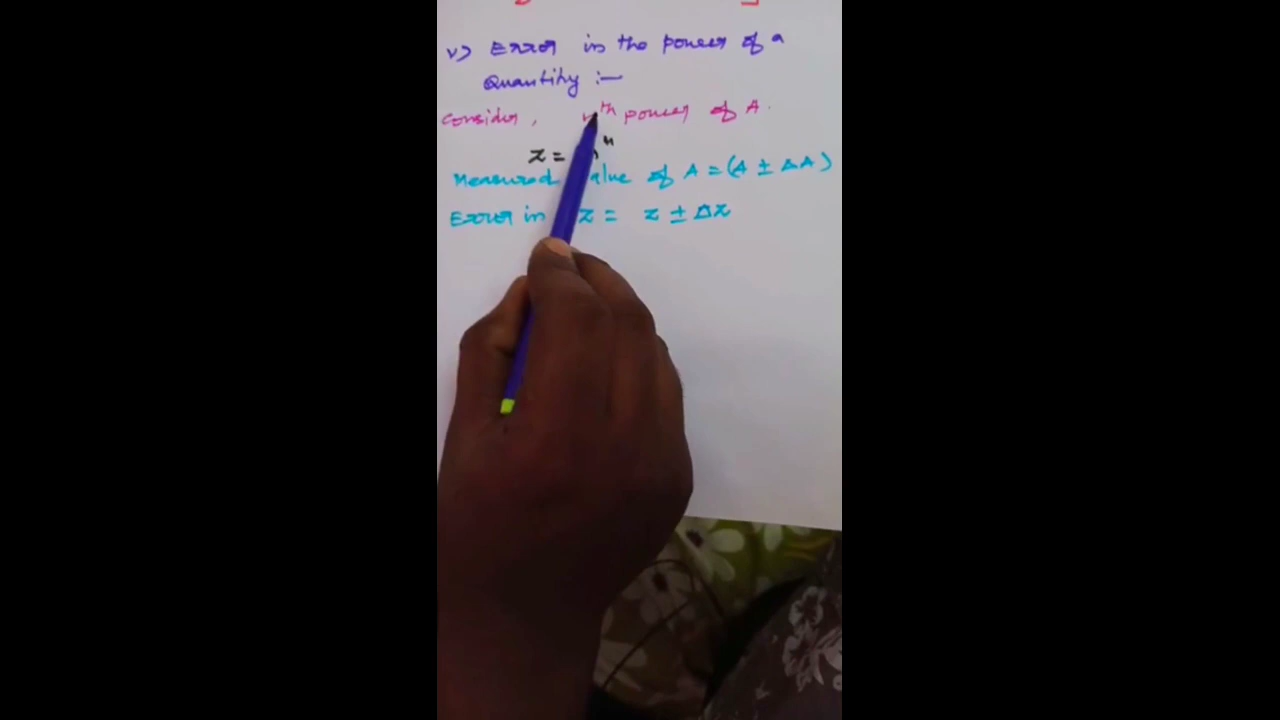 v) Error in the power of a
Quantity :-
Consider, nth power of A.
z = n
Measured value of A = (A ± ΔA)
Error in z = z ± Δz